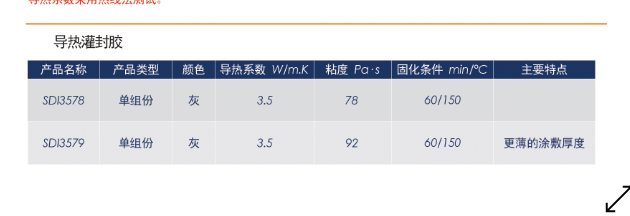 导热系数采用热线法测试。
导热灌封胶
产品名称 产品类型 颜色 导热系数 W/m.K 粘度 Pa·s 固化条件 min/°C 主要特点
SDI3578 单组份 灰 3.5 78 60/150
SDI3579 单组份 灰 3.5 92 60/150 更薄的涂敷厚度